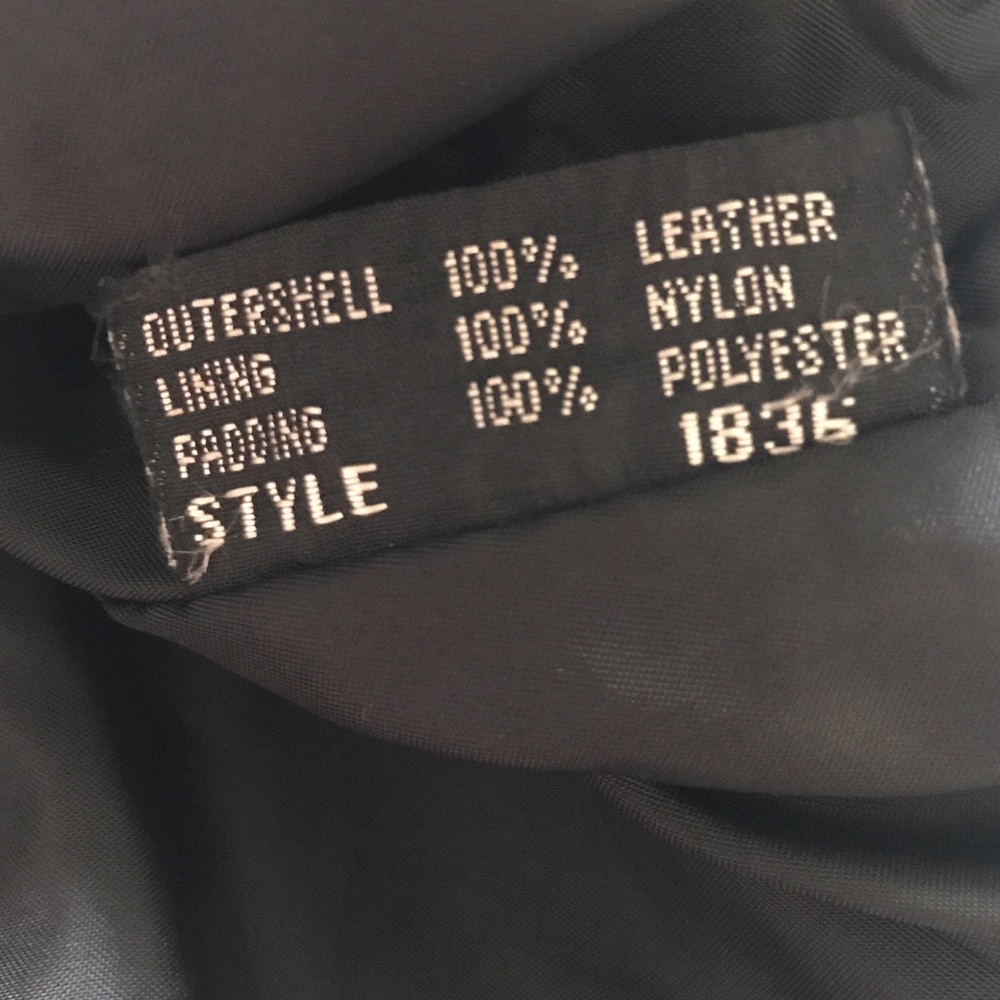 OUTERSHELL 100% LEATHER
LINING 100% NYLON
PADDING 100% POLYESTER
STYLE 1836